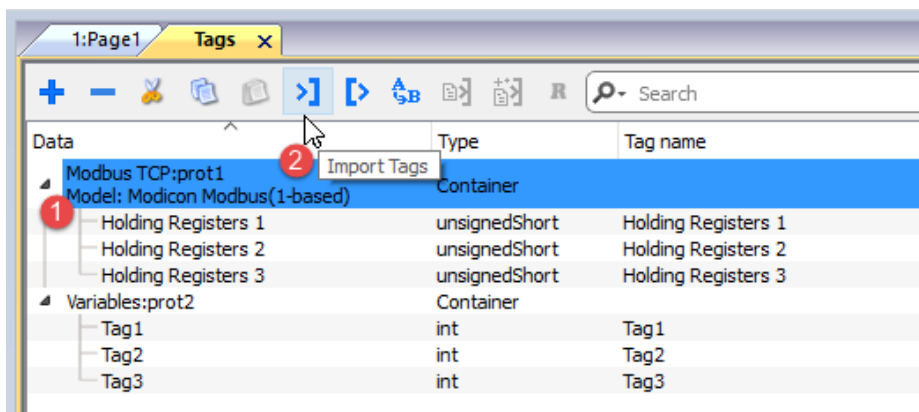 1:Page1 Tags x
R Search
Data Type Tag name
2 Import Tags
Modbus TCP:prot1
Model: Modicon Modbus(1-based) Container
1
Holding Registers 1 unsignedShort Holding Registers 1
Holding Registers 2 unsignedShort Holding Registers 2
Holding Registers 3 unsignedShort Holding Registers 3
Variables:prot2 Container
Tag1 int Tag1
Tag2 int Tag2
Tag3 int Tag3